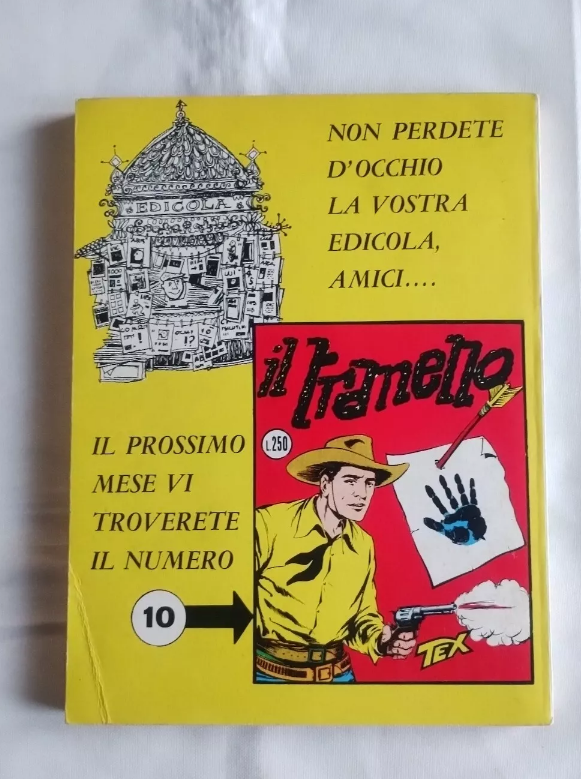 EDICOLA
NON PERDETE
D'OCCHIO
LA VOSTRA
EDICOLA,
AMICI....
IL PROSSIMO
MESE VI
TROVERETE
IL NUMERO
10
il tranello
L.250
TEX